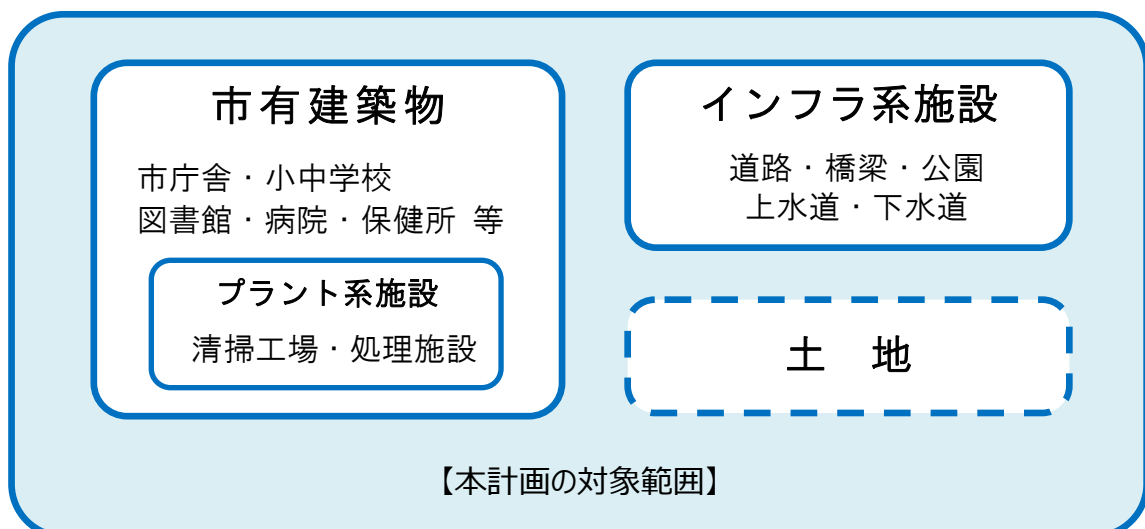 市有建築物
市庁舎・小中学校
図書館・病院・保健所 等
プラント系施設
清掃工場・処理施設
インフラ系施設
道路・橋梁・公園
上水道・下水道
土 地
【本計画の対象範囲】